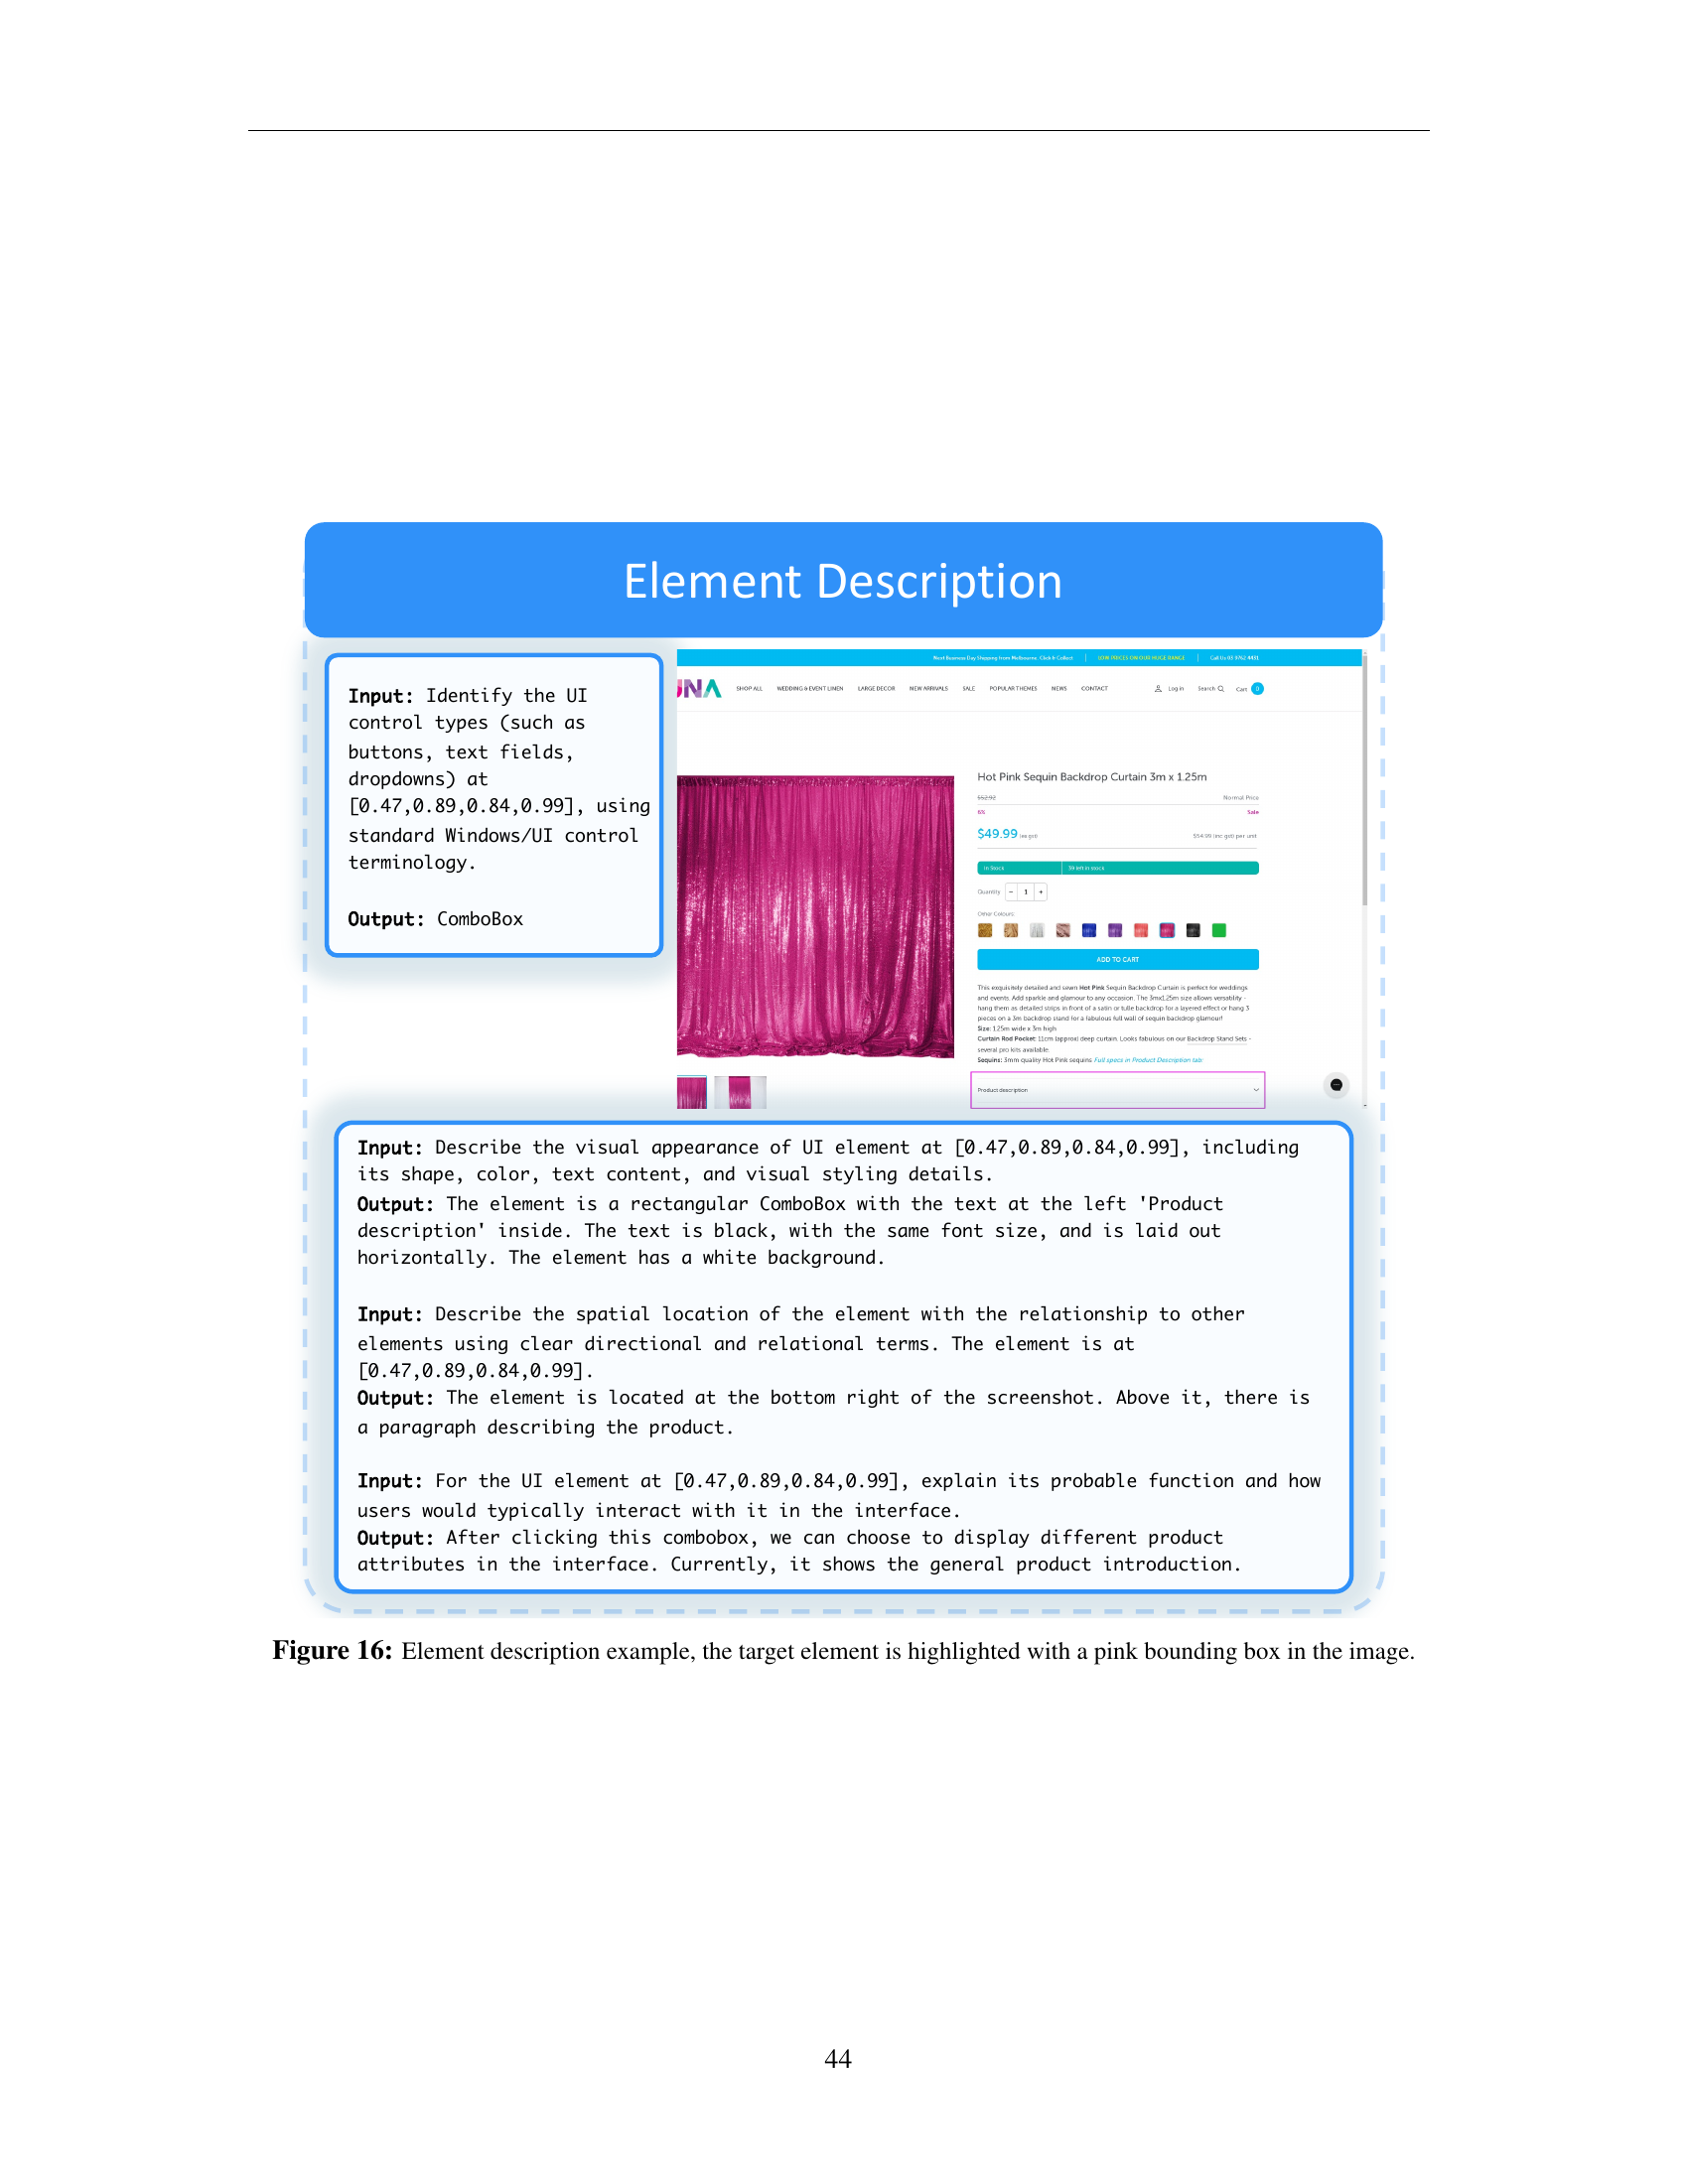 Element Description
Input: Identify the UI
control types (such as
buttons, text fields,
dropdowns) at
[0.47,0.89,0.84,0.99], using
standard Windows/UI control
terminology.
Output: ComboBox
Next Business Day Shipping from Melbourne. Click & Collect | LOW PRICES ON OUR HUGE RANGE | Call Us 03 9762 4431
UNA SHOP ALL WEDDING & EVENT LINEN LARGE DECOR NEW ARRIVALS SALE POPULAR THEMES NEWS CONTACT Log in Search Cart 0
Hot Pink Sequin Backdrop Curtain 3m x 1.25m
$52.92 Normal Price
6% Sale
$49.99 (ex gst) $54.99 (inc gst) per unit
In Stock 39 left in stock
Quantity - 1 +
Other Colours:
ADD TO CART
This exquisitely detailed and sewn Hot Pink Sequin Backdrop Curtain is perfect for weddings
and events. Add sparkle and glamour to any occasion. The 3mx1.25m size allows versatility -
hang them as detailed strips in front of a satin or tulle backdrop for a layered effect or hang 3
pieces on a 3m backdrop stand for a fabulous full wall of sequin backdrop glamour!
Size: 1.25m wide x 3m high
Curtain Rod Pocket: 11cm (approx) deep curtain. Looks fabulous on our Backdrop Stand Sets -
several pro kits available.
Sequins: 3mm quality Hot Pink sequins Full specs in Product Description tab
Product description
Input: Describe the visual appearance of UI element at [0.47,0.89,0.84,0.99], including
its shape, color, text content, and visual styling details.
Output: The element is a rectangular ComboBox with the text at the left 'Product
description' inside. The text is black, with the same font size, and is laid out
horizontally. The element has a white background.
Input: Describe the spatial location of the element with the relationship to other
elements using clear directional and relational terms. The element is at
[0.47,0.89,0.84,0.99].
Output: The element is located at the bottom right of the screenshot. Above it, there is
a paragraph describing the product.
Input: For the UI element at [0.47,0.89,0.84,0.99], explain its probable function and how
users would typically interact with it in the interface.
Output: After clicking this combobox, we can choose to display different product
attributes in the interface. Currently, it shows the general product introduction.
Figure 16: Element description example, the target element is highlighted with a pink bounding box in the image.
44